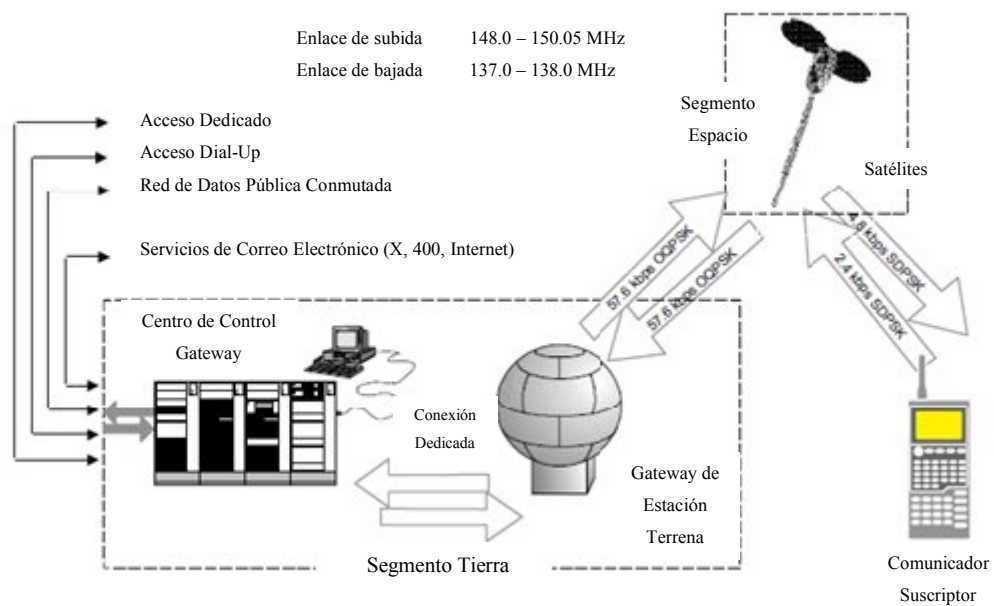 Enlace de subida 148.0 – 150.05 MHz
Enlace de bajada 137.0 – 138.0 MHz
Segmento
Espacio
Satélites
Acceso Dedicado
Acceso Dial-Up
Red de Datos Pública Conmutada
Servicios de Correo Electrónico (X, 400, Internet)
57.6 kbps OQPSK
57.6 kbps OQPSK
4.8 kbps SDPSK
2.4 kbps SDPSK
Centro de Control
Gateway
Conexión
Dedicada
Gateway de
Estación
Terrena
Segmento Tierra
Comunicador
Suscriptor